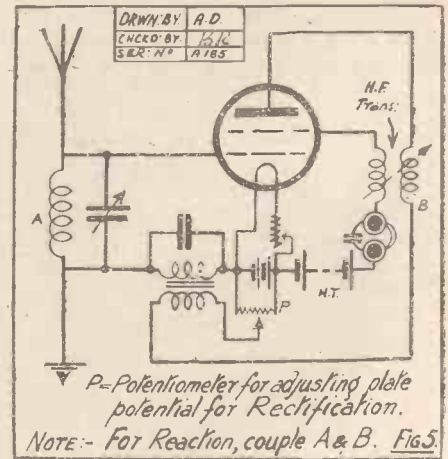 DRWN: BY A.D.
CHCKD: BY
SER: Nº A 185
H.F.
Trans:
A
B
P
H.T.
P=Potentiometer for adjusting plate
potential for Rectification.
NOTE:- For Reaction, couple A & B. FIG 5.